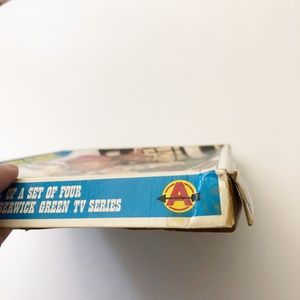 OF A SET OF FOUR
BERWICK GREEN TV SERIES
A